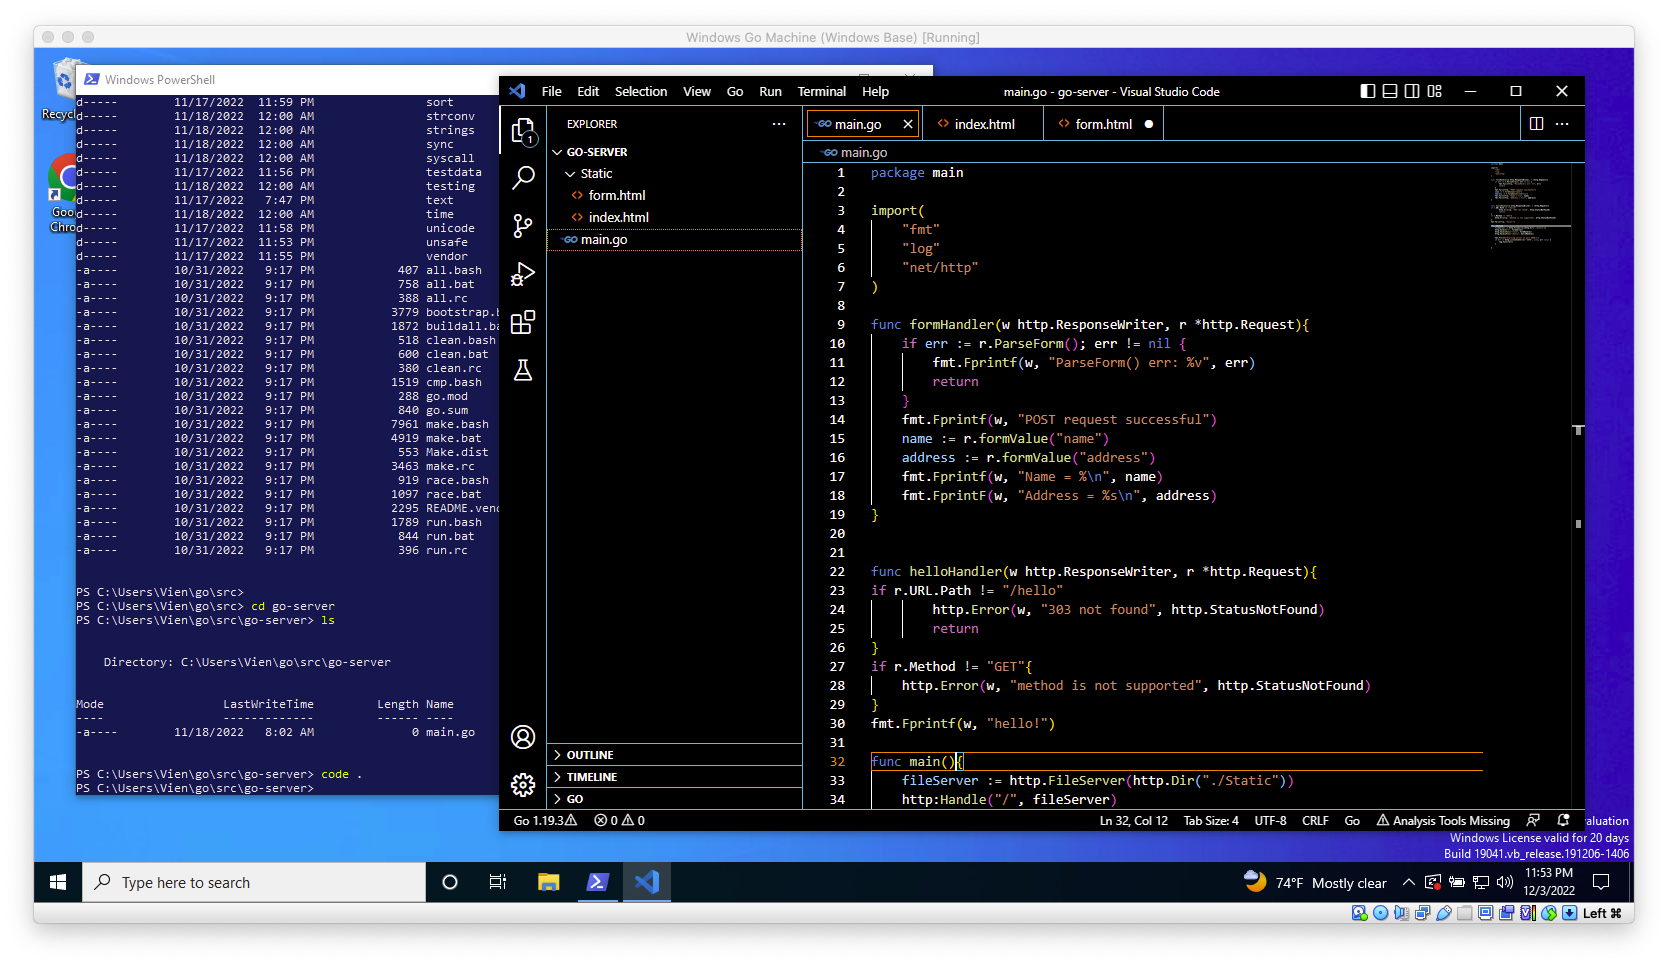 Windows Go Machine (Windows Base) [Running]
Windows PowerShell
d-----        11/17/2022  11:59 PM                sort
d-----        11/18/2022  12:00 AM                strconv
d-----        11/18/2022  12:00 AM                strings
d-----        11/18/2022  12:00 AM                sync
d-----        11/18/2022  12:00 AM                syscall
d-----        11/17/2022  11:56 PM                testdata
d-----        11/18/2022  12:00 AM                testing
d-----        11/17/2022   7:47 PM                text
d-----        11/18/2022  12:00 AM                time
d-----        11/17/2022  11:58 PM                unicode
d-----        11/17/2022  11:53 PM                unsafe
d-----        11/17/2022  11:55 PM                vendor
-a----        10/31/2022   9:17 PM            407 all.bash
-a----        10/31/2022   9:17 PM            758 all.bat
-a----        10/31/2022   9:17 PM            388 all.rc
-a----        10/31/2022   9:17 PM           3779 bootstrap.b
-a----        10/31/2022   9:17 PM           1872 buildall.ba
-a----        10/31/2022   9:17 PM            518 clean.bash
-a----        10/31/2022   9:17 PM            600 clean.bat
-a----        10/31/2022   9:17 PM            380 clean.rc
-a----        10/31/2022   9:17 PM           1519 cmp.bash
-a----        10/31/2022   9:17 PM            288 go.mod
-a----        10/31/2022   9:17 PM            840 go.sum
-a----        10/31/2022   9:17 PM           7961 make.bash
-a----        10/31/2022   9:17 PM           4919 make.bat
-a----        10/31/2022   9:17 PM            553 Make.dist
-a----        10/31/2022   9:17 PM           3463 make.rc
-a----        10/31/2022   9:17 PM            919 race.bash
-a----        10/31/2022   9:17 PM           1097 race.bat
-a----        10/31/2022   9:17 PM           2295 README.vend
-a----        10/31/2022   9:17 PM           1789 run.bash
-a----        10/31/2022   9:17 PM            844 run.bat
-a----        10/31/2022   9:17 PM            396 run.rc
PS C:\Users\Vien\go\src>
PS C:\Users\Vien\go\src> cd go-server
PS C:\Users\Vien\go\src\go-server> ls
Directory: C:\Users\Vien\go\src\go-server
Mode                 LastWriteTime         Length Name
----                 -------------         ------ ----
-a----        11/18/2022   8:02 AM              0 main.go
PS C:\Users\Vien\go\src\go-server> code .
PS C:\Users\Vien\go\src\go-server>
Recycl
Goo
Chro
File Edit Selection View Go Run Terminal Help
main.go - go-server - Visual Studio Code
1
EXPLORER ···
GO-SERVER
Static
form.html
index.html
GO main.go
OUTLINE
TIMELINE
GO
GO main.go
index.html
form.html
···
GO main.go
1 package main
2
3 import(
4     "fmt"
5     "log"
6     "net/http"
7 )
8
9 func formHandler(w http.ResponseWriter, r *http.Request){
10     if err := r.ParseForm(); err != nil {
11         fmt.Fprintf(w, "ParseForm() err: %v", err)
12         return
13     }
14     fmt.Fprintf(w, "POST request successful")
15     name := r.formValue("name")
16     address := r.formValue("address")
17     fmt.Fprintf(w, "Name = %\n", name)
18     fmt.FprintF(w, "Address = %s\n", address)
19 }
20
21
22 func helloHandler(w http.ResponseWriter, r *http.Request){
23 if r.URL.Path != "/hello"
24         http.Error(w, "303 not found", http.StatusNotFound)
25         return
26 }
27 if r.Method != "GET"{
28     http.Error(w, "method is not supported", http.StatusNotFound)
29 }
30 fmt.Fprintf(w, "hello!")
31
32 func main(){
33     fileServer := http.FileServer(http.Dir("./Static"))
34     http:Handle("/", fileServer)
Go 1.19.3 0 0
Ln 32, Col 12 Tab Size: 4 UTF-8 CRLF Go Analysis Tools Missing
aluation
Windows License valid for 20 days
Build 19041.vb_release.191206-1406
Type here to search
74°F Mostly clear
11:53 PM
12/3/2022
Left ⌘